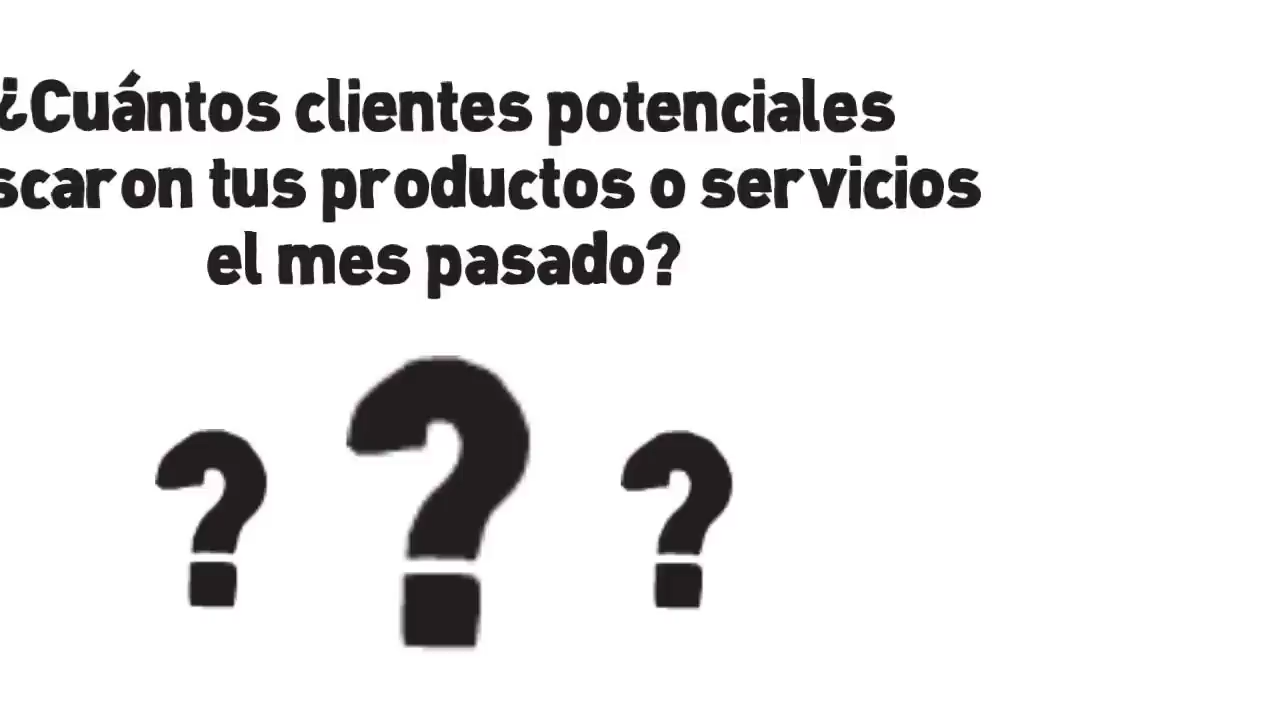 ¿Cuántos clientes potenciales
scaron tus productos o servicios
el mes pasado?
? ? ?